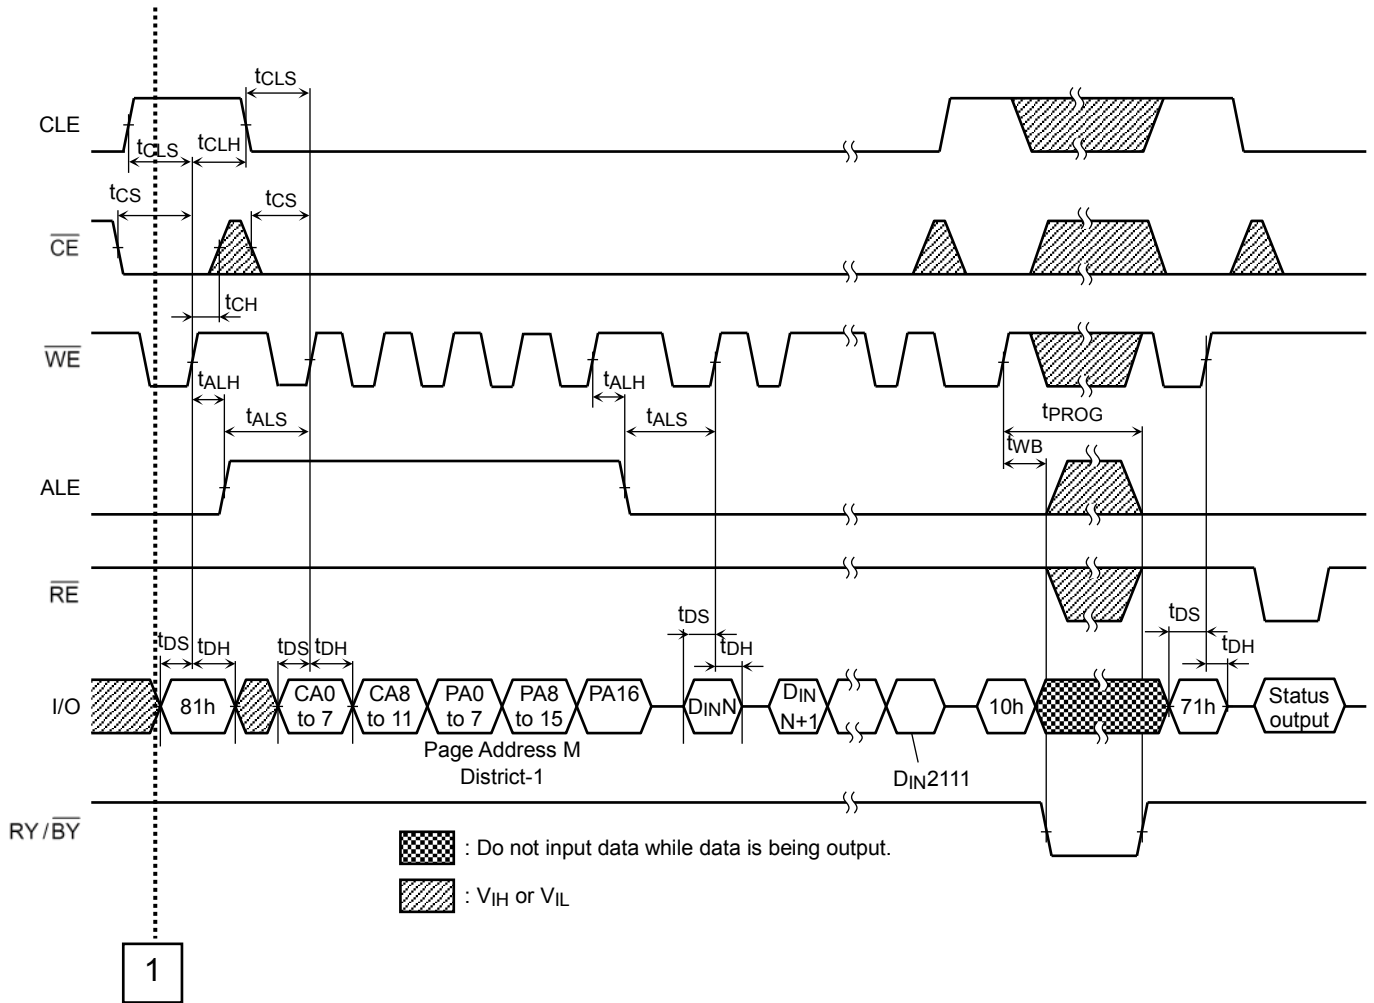 tCLS
CLE
tCLS tCLH
tCS tCS
CE
tCH
WE
tALH tALH
tALS tALS tPROG
tWB
ALE
RE
tDS tDH tDS tDH tDS tDH tDS tDH
I/O 81h CA0 to 7 CA8 to 11 PA0 to 7 PA8 to 15 PA16 DINN DIN N+1 10h 71h Status output
Page Address M
District-1
DIN2111
RY/BY
: Do not input data while data is being output.
: VIH or VIL
1